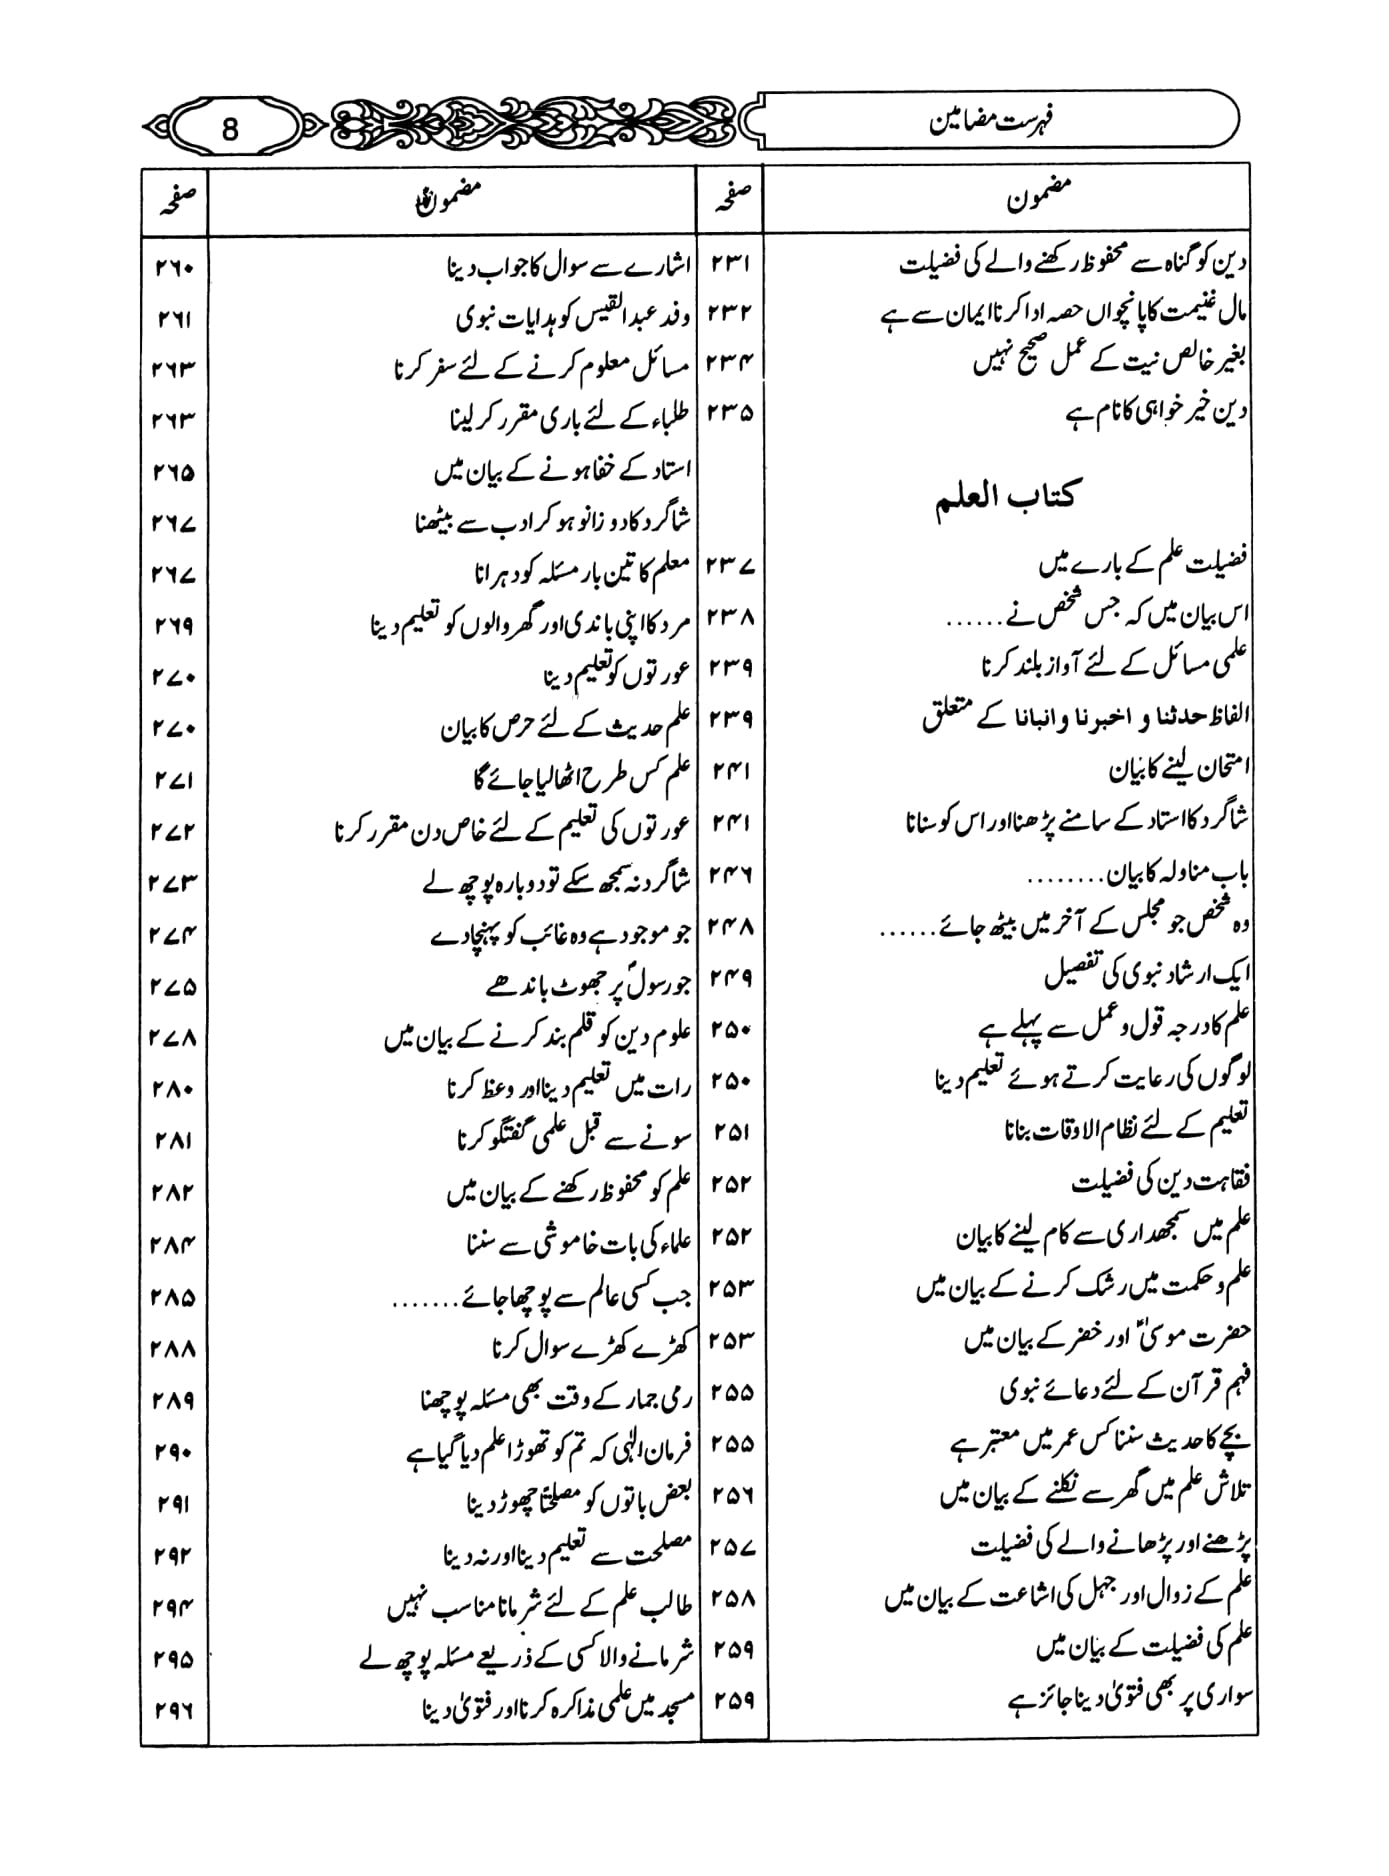 فہرست مضامین
8
مضمون
صفحہ
دین کو گناہ سے محفوظ رکھنے والے کی فضیلت ۲۳۱
مال غنیمت کا پانچواں حصہ ادا کرنا ایمان سے ہے ۲۳۲
بغیر خالص نیت کے عمل صحیح نہیں ۲۳۴
دین خیر خواہی کا نام ہے ۲۳۵
کتاب العلم
فضیلت علم کے بارے میں ۲۳۷
اس بیان میں کہ جس شخص نے...... ۲۳۸
علمی مسائل کے لئے آواز بلند کرنا ۲۳۹
الفاظ حدثنا و اخبرنا و انبانا کے متعلق ۲۳۹
امتحان لینے کا بیان ۲۴۱
شاگرد کا استاد کے سامنے پڑھنا اور اس کو سنانا ۲۴۱
باب مناولہ کا بیان........ ۲۴۶
وہ شخص جو مجلس کے آخر میں بیٹھ جائے...... ۲۴۸
ایک ارشاد نبوی کی تفصیل ۲۴۹
علم کا درجہ قول و عمل سے پہلے ہے ۲۵۰
لوگوں کی رعایت کرتے ہوئے تعلیم دینا ۲۵۰
تعلیم کے لئے نظام الاوقات بنانا ۲۵۱
فقاہت دین کی فضیلت ۲۵۲
علم میں سمجھداری سے کام لینے کا بیان ۲۵۲
علم و حکمت میں رشک کرنے کے بیان میں ۲۵۳
حضرت موسیٰؑ اور خضر کے بیان میں ۲۵۳
فہم قرآن کے لئے دعائے نبوی ۲۵۵
بچے کا حدیث سننا کس عمر میں معتبر ہے ۲۵۵
تلاش علم میں گھر سے نکلنے کے بیان میں ۲۵۶
پڑھنے اور پڑھانے والے کی فضیلت ۲۵۷
علم کے زوال اور جہل کی اشاعت کے بیان میں ۲۵۸
علم کی فضیلت کے بیان میں ۲۵۹
سواری پر بھی فتویٰ دینا جائز ہے ۲۵۹
مضمون
صفحہ
اشارے سے سوال کا جواب دینا ۲۶۰
وفد عبدالقیس کو ہدایات نبوی ۲۶۱
مسائل معلوم کرنے کے لئے سفر کرنا ۲۶۳
طلباء کے لئے باری مقرر کر لینا ۲۶۳
استاد کے خفا ہونے کے بیان میں ۲۶۵
شاگرد کا دو زانو ہو کر ادب سے بیٹھنا ۲۶۷
معلم کا تین بار مسئلہ کو دہرانا ۲۶۷
مرد کا اپنی باندی اور گھر والوں کو تعلیم دینا ۲۶۹
عورتوں کو تعلیم دینا ۲۷۰
علم حدیث کے لئے حرص کا بیان ۲۷۰
علم کس طرح اٹھا لیا جائے گا ۲۷۱
عورتوں کی تعلیم کے لئے خاص دن مقرر کرنا ۲۷۲
شاگرد نہ سمجھ سکے تو دوبارہ پوچھ لے ۲۷۳
جو موجود ہے وہ غائب کو پہنچا دے ۲۷۴
جو رسولؐ پر جھوٹ باندھے ۲۷۵
علوم دین کو قلم بند کرنے کے بیان میں ۲۷۸
رات میں تعلیم دینا اور وعظ کرنا ۲۸۰
سونے سے قبل علمی گفتگو کرنا ۲۸۱
علم کو محفوظ رکھنے کے بیان میں ۲۸۲
علماء کی بات خاموشی سے سننا ۲۸۴
جب کسی عالم سے پوچھا جائے....... ۲۸۵
کھڑے کھڑے سوال کرنا ۲۸۸
رمی جمار کے وقت بھی مسئلہ پوچھنا ۲۸۹
فرمان الٰہی کہ تم کو تھوڑا علم دیا گیا ہے ۲۹۰
بعض باتوں کو مصلحتاً چھوڑ دینا ۲۹۱
مصلحت سے تعلیم دینا اور نہ دینا ۲۹۲
طالب علم کے لئے شرمانا مناسب نہیں ۲۹۴
شرمانے والا کسی کے ذریعے مسئلہ پوچھ لے ۲۹۵
مسجد میں علمی مذاکرہ کرنا اور فتویٰ دینا ۲۹۶